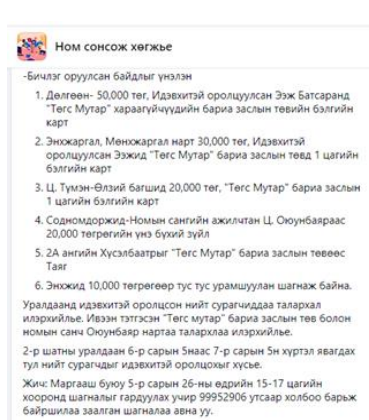 Ном сонсож хөгжье
-Бичлэг оруулсан байдлыг үнэлэн
1. Дөлгөөн- 50,000 төг, Идэвхитэй оролцуулсан Ээж Батсаранд
"Төгс Мутар" хараагүйчүүдийн бариа заслын төвийн бэлгийн
карт
2. Энхжаргал, Мөнхжаргал нарт 30,000 төг, Идэвхитэй
оролцуулсан Ээжид "Төгс Мутар" бариа заслын төвд 1 цагийн
бэлгийн карт
3. Ц. Түмэн-Өлзий багшид 20,000 төг, "Төгс Мутар" бариа заслын
1 цагийн бэлгийн карт
4. Содномдоржид-Номын сангийн ажилчтан Ц. Оюунбаяраас
20,000 төгрөгийн үнэ бүхий зүйл
5. 2А ангийн Хүсэлбаатрыг "Төгс Мутар" бариа заслын төвөөс
Таяг
6. Энхжид 10,000 төгрөгөөр тус тус урамшуулан шагнаж байна.
Уралдаанд идэвхитэй оролцсон нийт сурагчиддаа талархал
илэрхийлье. Ивээн тэтгэсэн "Төгс мутар" бариа заслын төв болон
номын санч Оюунбаяр нартаа талархлаа илэрхийлье.
2-р шатны уралдаан 6-р сарын 5наас 7-р сарын 5н хүртэл явагдах
тул нийт сурагчдыг идэвхитэй оролцохыг хүсье.
Жич: Маргааш буюу 5-р сарын 26-ны өдрийн 15-17 цагийн
хооронд шагналыг гардуулах учир 99952906 утсаар холбоо барьж
байршилаа заалган шагналаа авна уу.